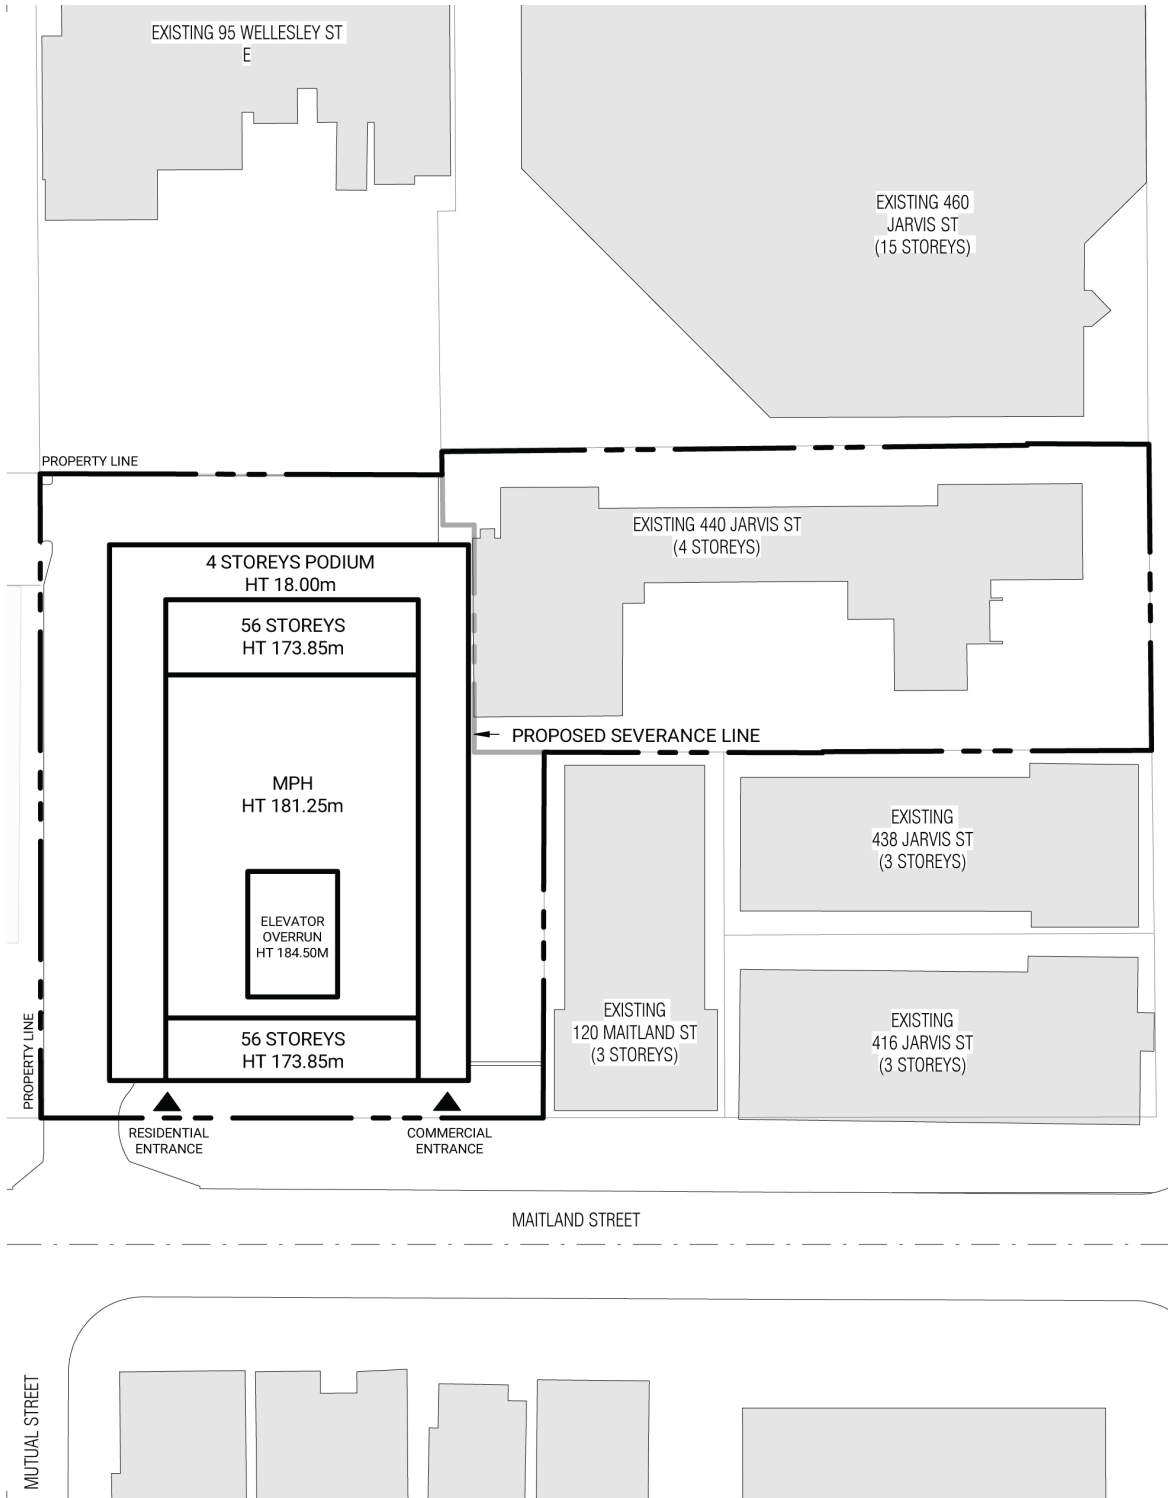 EXISTING 95 WELLESLEY ST
E
EXISTING 460
JARVIS ST
(15 STOREYS)
PROPERTY LINE
EXISTING 440 JARVIS ST
(4 STOREYS)
4 STOREYS PODIUM
HT 18.00m
56 STOREYS
HT 173.85m
PROPOSED SEVERANCE LINE
MPH
HT 181.25m
EXISTING
438 JARVIS ST
(3 STOREYS)
ELEVATOR
OVERRUN
HT 184.50M
EXISTING
120 MAITLAND ST
(3 STOREYS)
EXISTING
416 JARVIS ST
(3 STOREYS)
56 STOREYS
HT 173.85m
PROPERTY LINE
RESIDENTIAL
ENTRANCE
COMMERCIAL
ENTRANCE
MAITLAND STREET
MUTUAL STREET